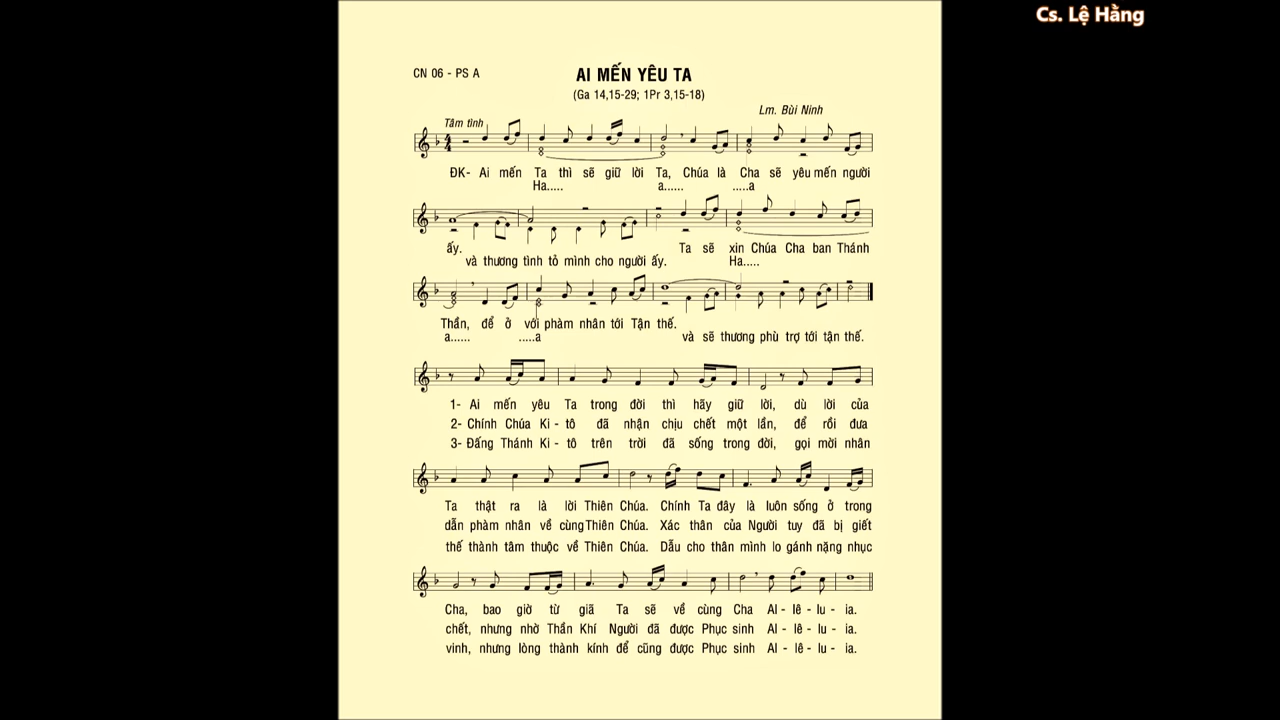 Cs. Lệ Hằng
CN 06 - PS A
AI MẾN YÊU TA
(Ga 14,15-29; 1Pr 3,15-18)
Lm. Bùi Ninh
Tâm tình
ĐK- Ai mến Ta thì sẽ giữ lời Ta, Chúa là Cha sẽ yêu mến người
Ha..... a...... .....a
ấy. Ta sẽ xin Chúa Cha ban Thánh
và thương tình tỏ mình cho người ấy. Ha.....
Thần, để ở với phàm nhân tới Tận thế.
a...... .....a và sẽ thương phù trợ tới tận thế.
1- Ai mến yêu Ta trong đời thì hãy giữ lời, dù lời của
2- Chính Chúa Ki - tô đã nhận chịu chết một lần, để rồi đưa
3- Đấng Thánh Ki - tô trên trời đã sống trong đời, gọi mời nhân
Ta thật ra là lời Thiên Chúa. Chính Ta đây là luôn sống ở trong
dẫn phàm nhân về cùng Thiên Chúa. Xác thân của Người tuy đã bị giết
thế thành tâm thuộc về Thiên Chúa. Dẫu cho thân mình lo gánh nặng nhục
Cha, bao giờ từ giã Ta sẽ về cùng Cha Al - lê - lu - ia.
chết, nhưng nhờ Thần Khí Người đã được Phục sinh Al - lê - lu - ia.
vinh, nhưng lòng thành kính để cũng được Phục sinh Al - lê - lu - ia.